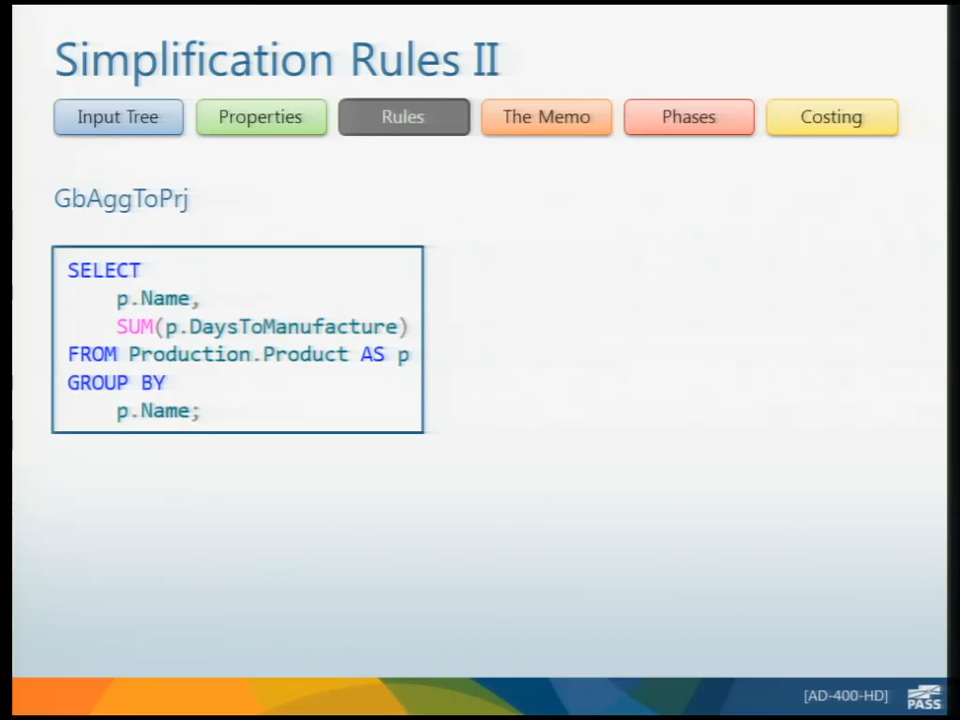 Simplification Rules II
Input Tree
Properties
Rules
The Memo
Phases
Costing
GbAggToPrj
SELECT
p.Name,
SUM(p.DaysToManufacture)
FROM Production.Product AS p
GROUP BY
p.Name;
[AD-400-HD]
PASS